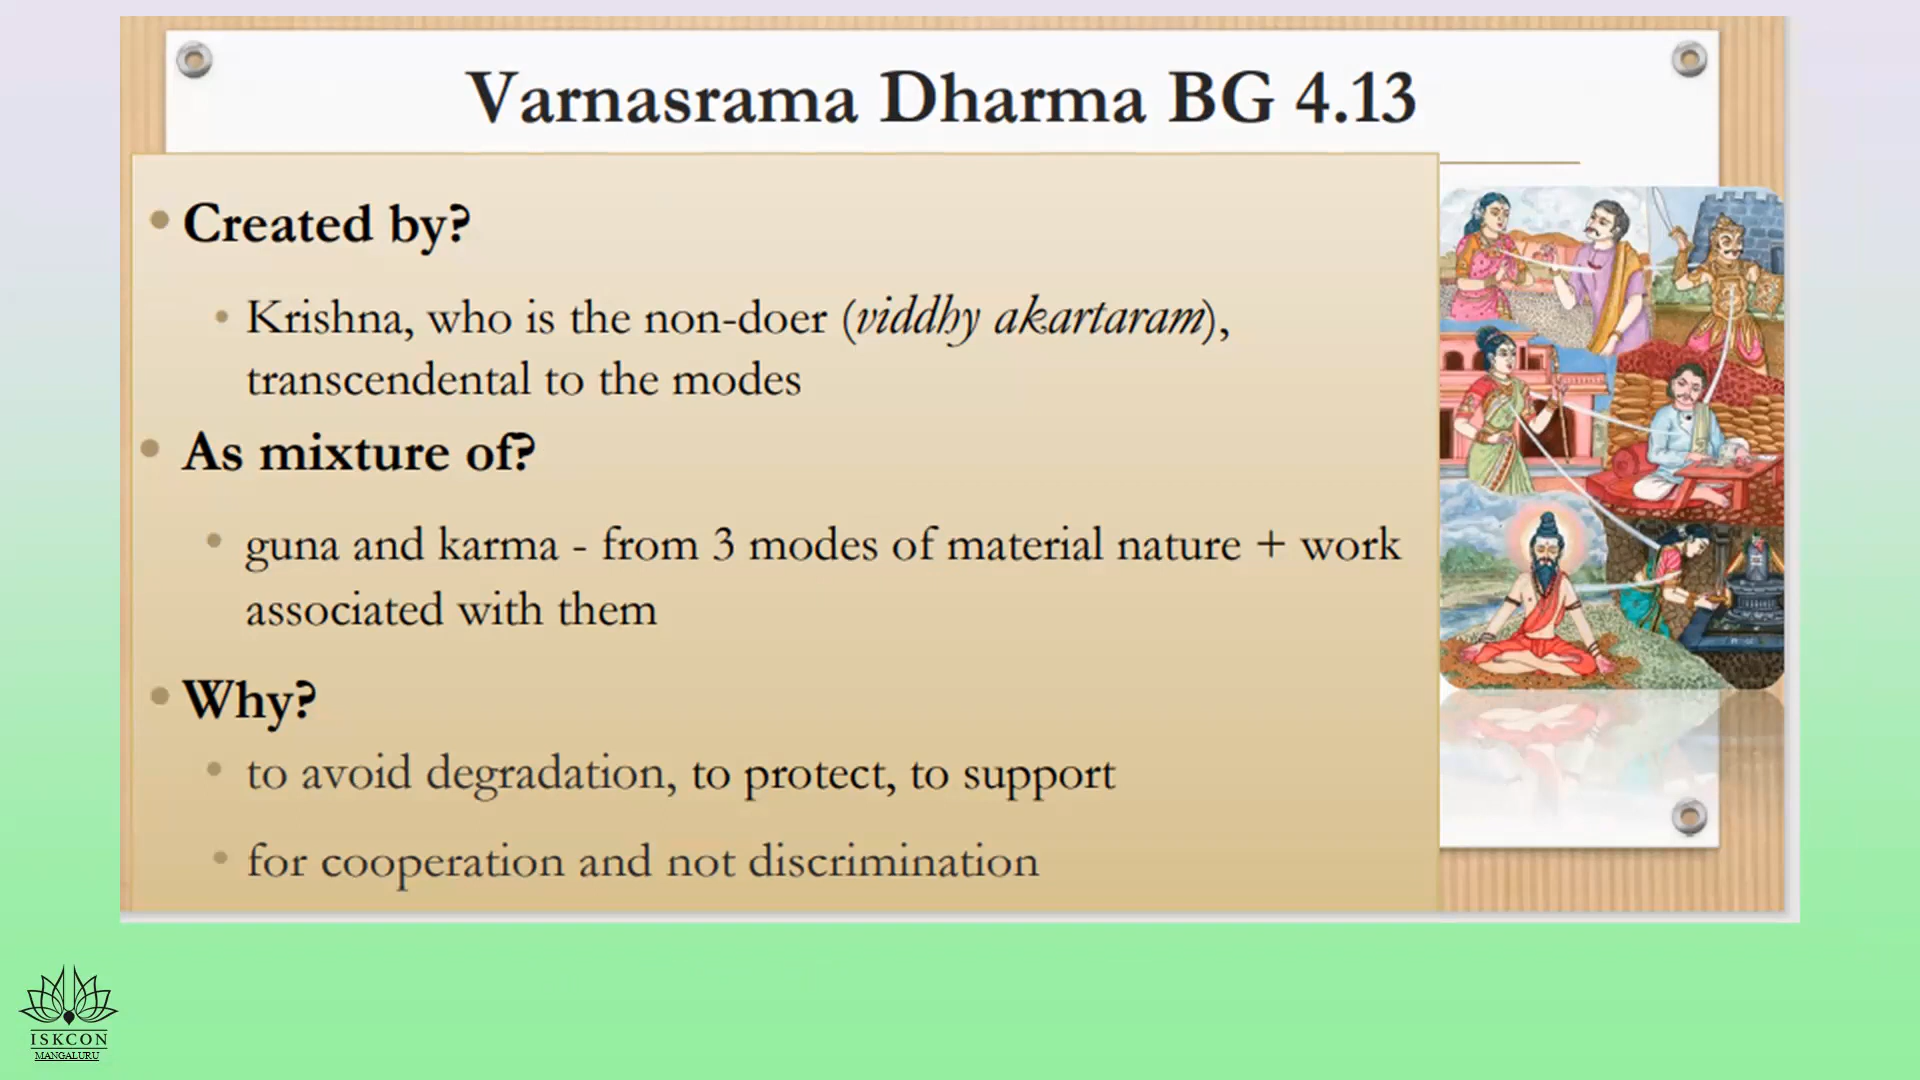 Varnasrama Dharma BG 4.13
Created by?
Krishna, who is the non-doer (viddhy akartaram),
transcendental to the modes
As mixture of?
guna and karma - from 3 modes of material nature + work
associated with them
Why?
to avoid degradation, to protect, to support
for cooperation and not discrimination
ISKCON
MANGALURU